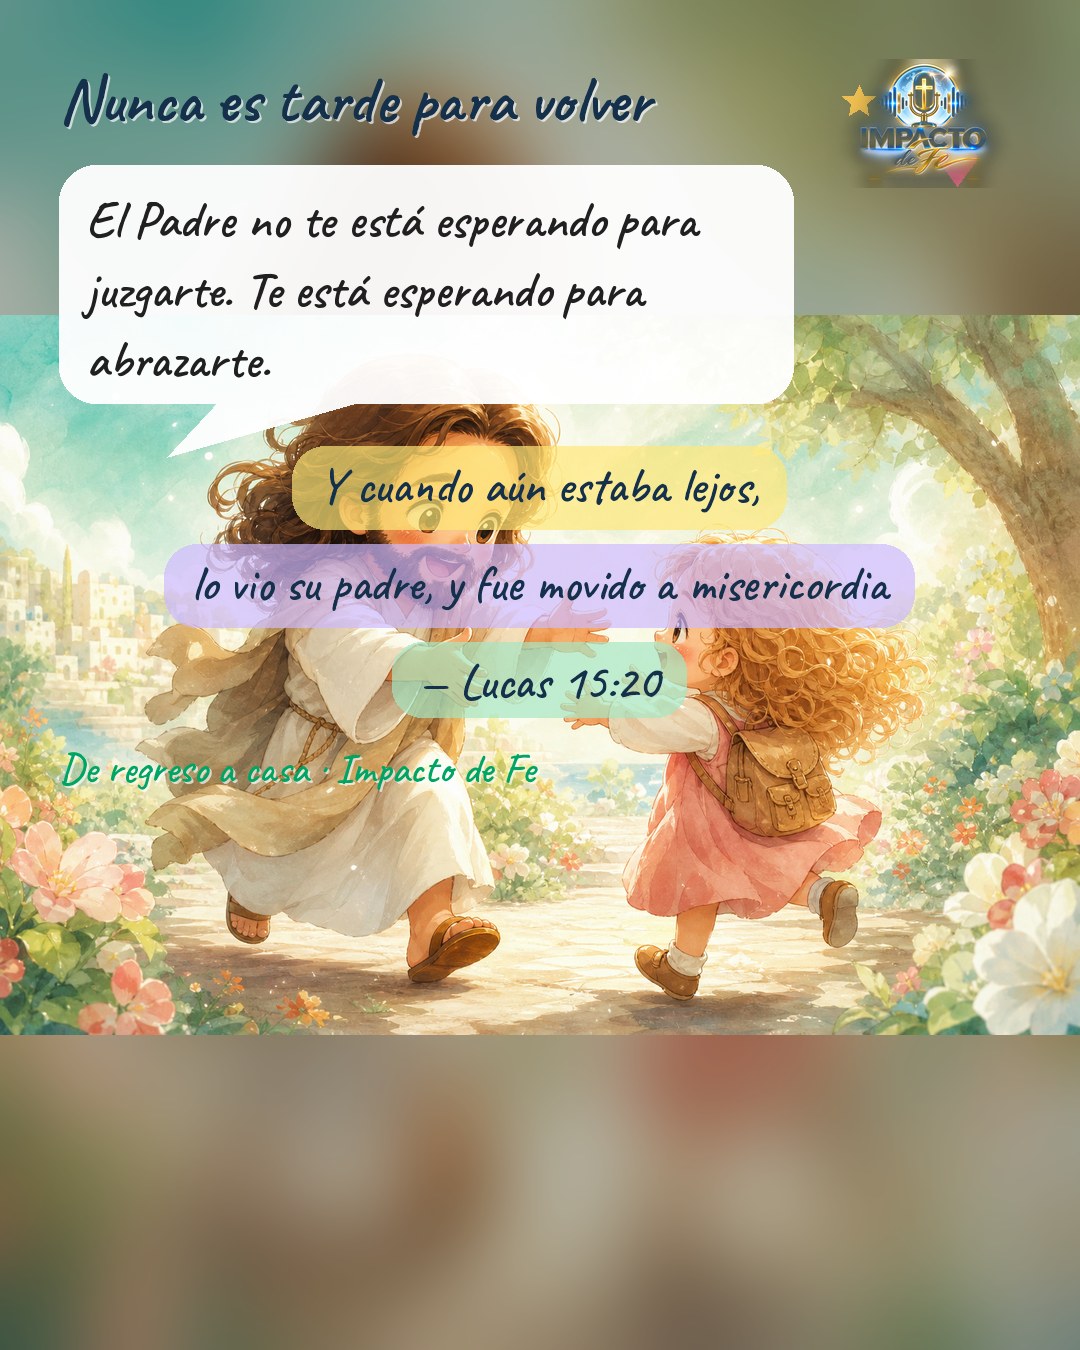 Nunca es tarde para volver
IMPACTO
de Fe
El Padre no te está esperando para
juzgarte. Te está esperando para
abrazarte.
Y cuando aún estaba lejos,
lo vio su padre, y fue movido a misericordia
— Lucas 15:20
De regreso a casa · Impacto de Fe